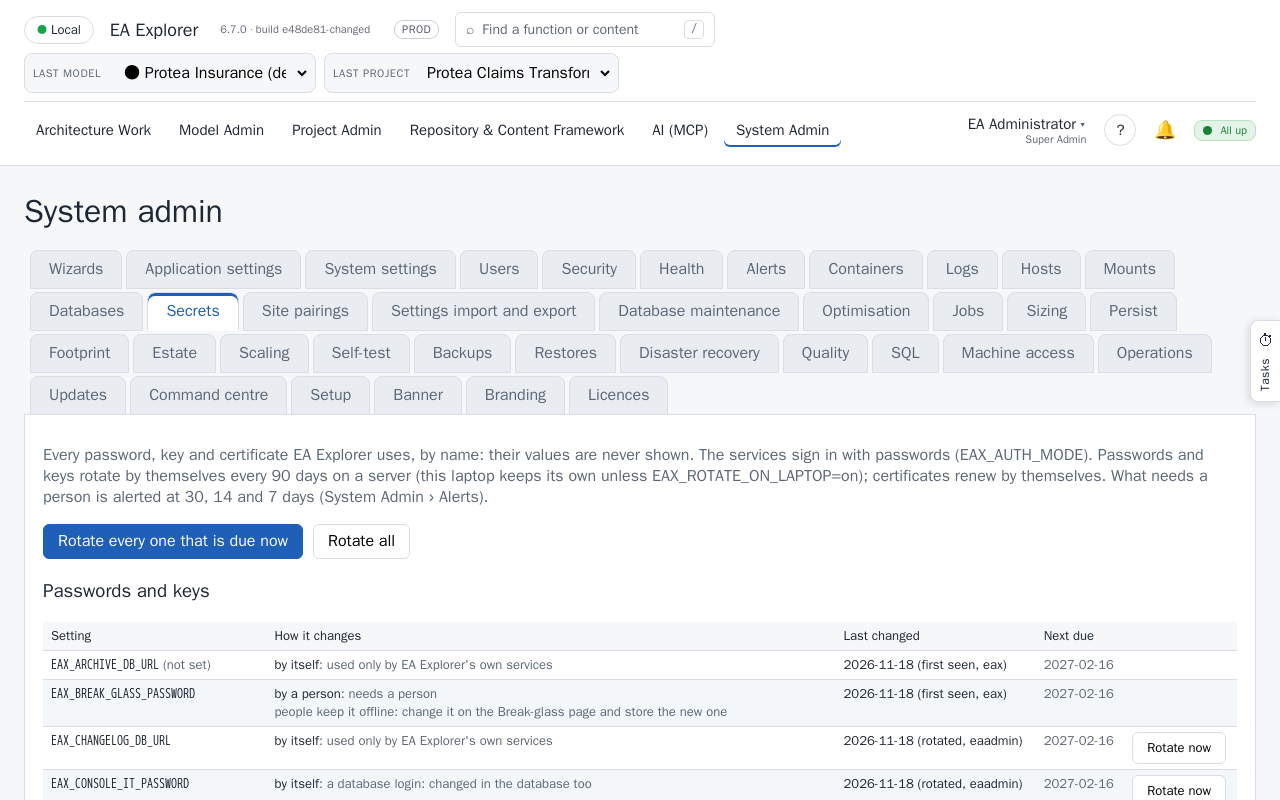 Local
EA Explorer
6.7.0 · build e48de81-changed
PROD
Find a function or content
/
LAST MODEL
Protea Insurance (de
LAST PROJECT
Protea Claims Transfor
Architecture Work
Model Admin
Project Admin
Repository & Content Framework
AI (MCP)
System Admin
EA Administrator
Super Admin
?
All up
System admin
Wizards
Application settings
System settings
Users
Security
Health
Alerts
Containers
Logs
Hosts
Mounts
Databases
Secrets
Site pairings
Settings import and export
Database maintenance
Optimisation
Jobs
Sizing
Persist
Footprint
Estate
Scaling
Self-test
Backups
Restores
Disaster recovery
Quality
SQL
Machine access
Operations
Updates
Command centre
Setup
Banner
Branding
Licences
Tasks
Every password, key and certificate EA Explorer uses, by name: their values are never shown. The services sign in with passwords (EAX_AUTH_MODE). Passwords and
keys rotate by themselves every 90 days on a server (this laptop keeps its own unless EAX_ROTATE_ON_LAPTOP=on); certificates renew by themselves. What needs a
person is alerted at 30, 14 and 7 days (System Admin › Alerts).
Rotate every one that is due now
Rotate all
Passwords and keys
Setting How it changes Last changed Next due
EAX_ARCHIVE_DB_URL (not set) by itself: used only by EA Explorer's own services 2026-11-18 (first seen, eax) 2027-02-16
EAX_BREAK_GLASS_PASSWORD by a person: needs a person 2026-11-18 (first seen, eax) 2027-02-16
people keep it offline: change it on the Break-glass page and store the new one
EAX_CHANGELOG_DB_URL by itself: used only by EA Explorer's own services 2026-11-18 (rotated, eaadmin) 2027-02-16 Rotate now
EAX_CONSOLE_IT_PASSWORD by itself: a database login: changed in the database too 2026-11-18 (rotated, eaadmin) 2027-02-16 Rotate now